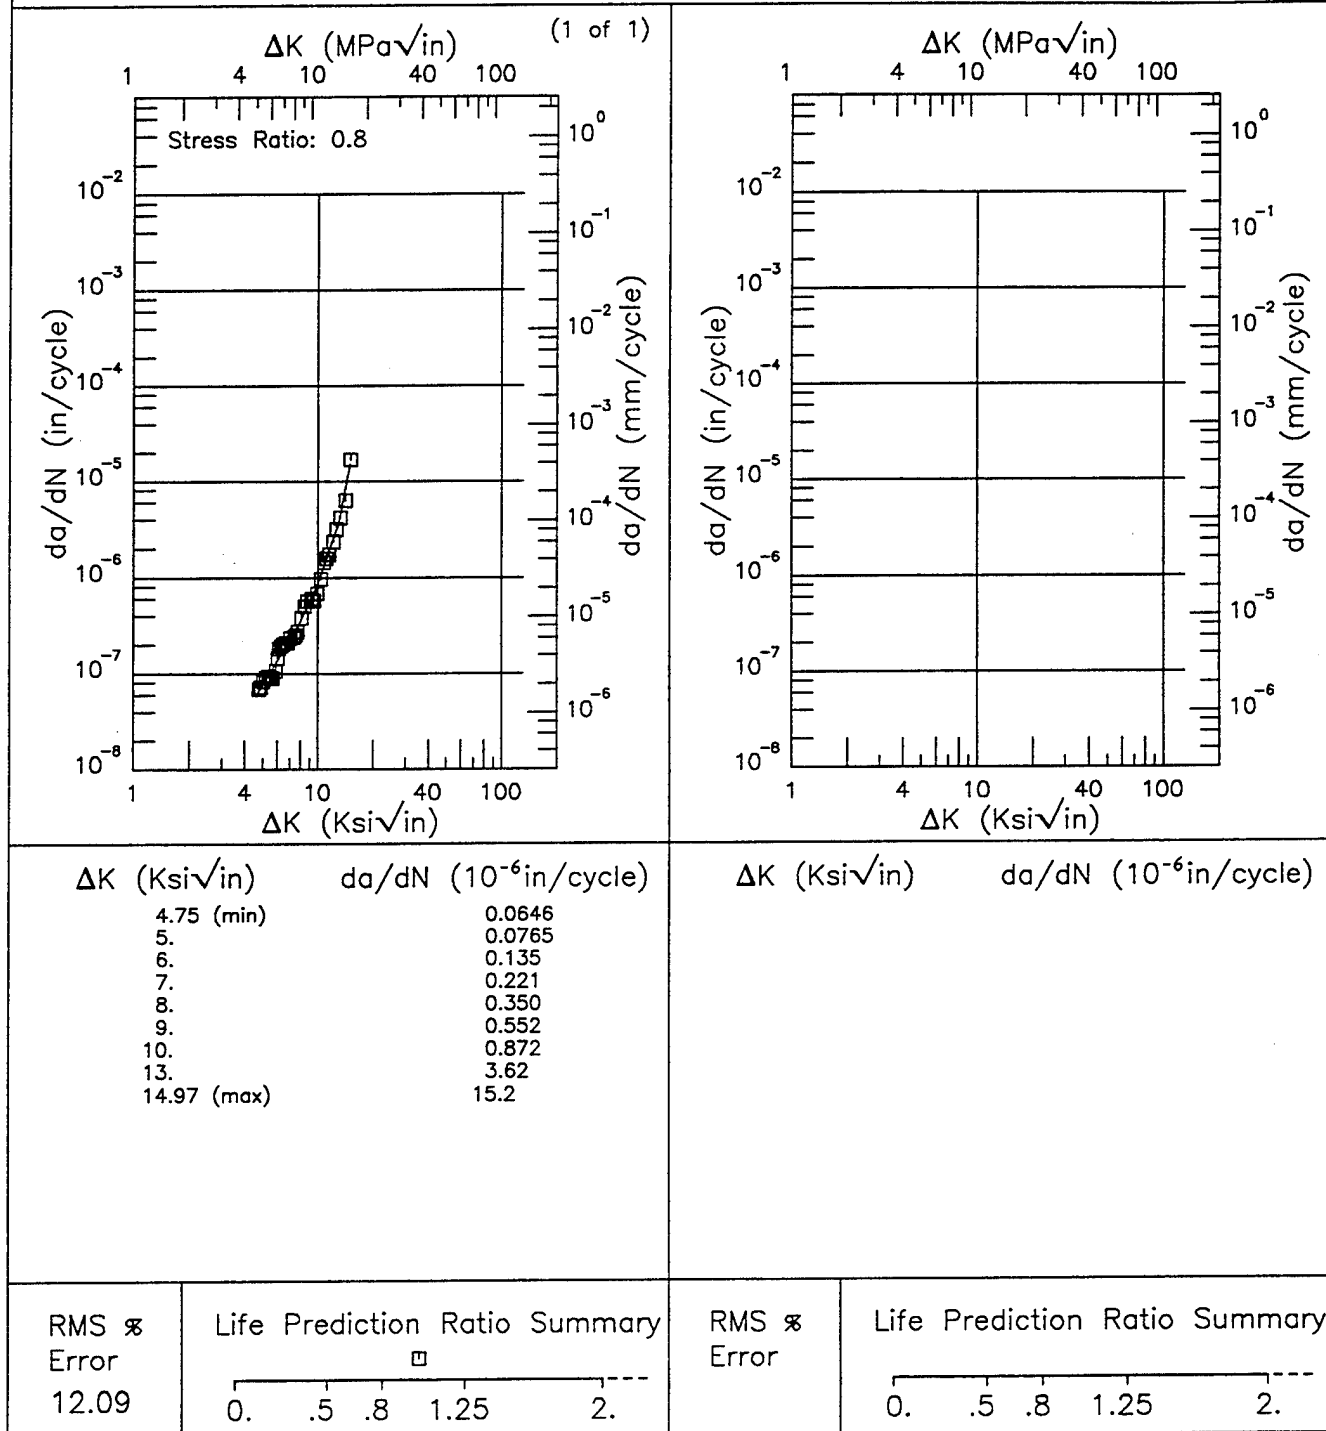 (1 of 1)
ΔK (MPa√in)
1 4 10 40 100
Stress Ratio: 0.8
da/dN (in/cycle)
10⁻²
10⁻³
10⁻⁴
10⁻⁵
10⁻⁶
10⁻⁷
10⁻⁸
10⁰
10⁻¹
10⁻²
10⁻³
10⁻⁴
10⁻⁵
10⁻⁶
da/dN (mm/cycle)
1 4 10 40 100
ΔK (Ksi√in)
ΔK (MPa√in)
1 4 10 40 100
da/dN (in/cycle)
10⁻²
10⁻³
10⁻⁴
10⁻⁵
10⁻⁶
10⁻⁷
10⁻⁸
10⁰
10⁻¹
10⁻²
10⁻³
10⁻⁴
10⁻⁵
10⁻⁶
da/dN (mm/cycle)
1 4 10 40 100
ΔK (Ksi√in)
ΔK (Ksi√in) da/dN (10⁻⁶in/cycle)
4.75 (min) 0.0646
5. 0.0765
6. 0.135
7. 0.221
8. 0.350
9. 0.552
10. 0.872
13. 3.62
14.97 (max) 15.2
ΔK (Ksi√in) da/dN (10⁻⁶in/cycle)
RMS %
Error
12.09
Life Prediction Ratio Summary
0. .5 .8 1.25 2.
RMS %
Error
Life Prediction Ratio Summary
0. .5 .8 1.25 2.